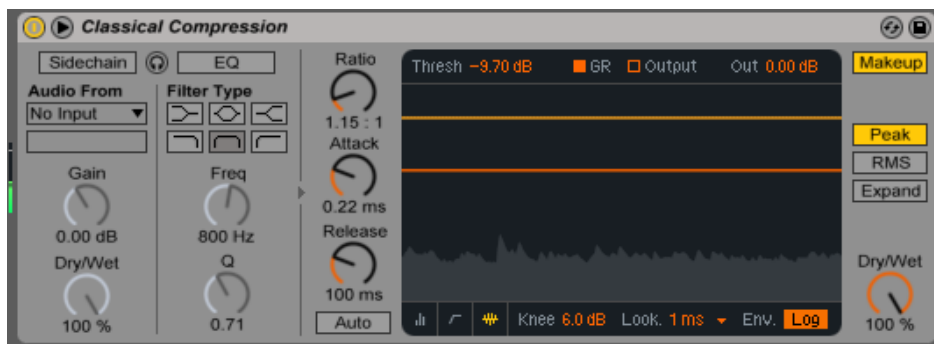 Classical Compression
Sidechain EQ
Audio From
No Input
Filter Type
Gain
0.00 dB
Freq
800 Hz
Dry/Wet
100 %
Q
0.71
Ratio
1.15 : 1
Attack
0.22 ms
Release
100 ms
Auto
Thresh -9.70 dB GR Output Out 0.00 dB
Knee 6.0 dB Look. 1 ms Env. Log
Makeup
Peak
RMS
Expand
Dry/Wet
100 %